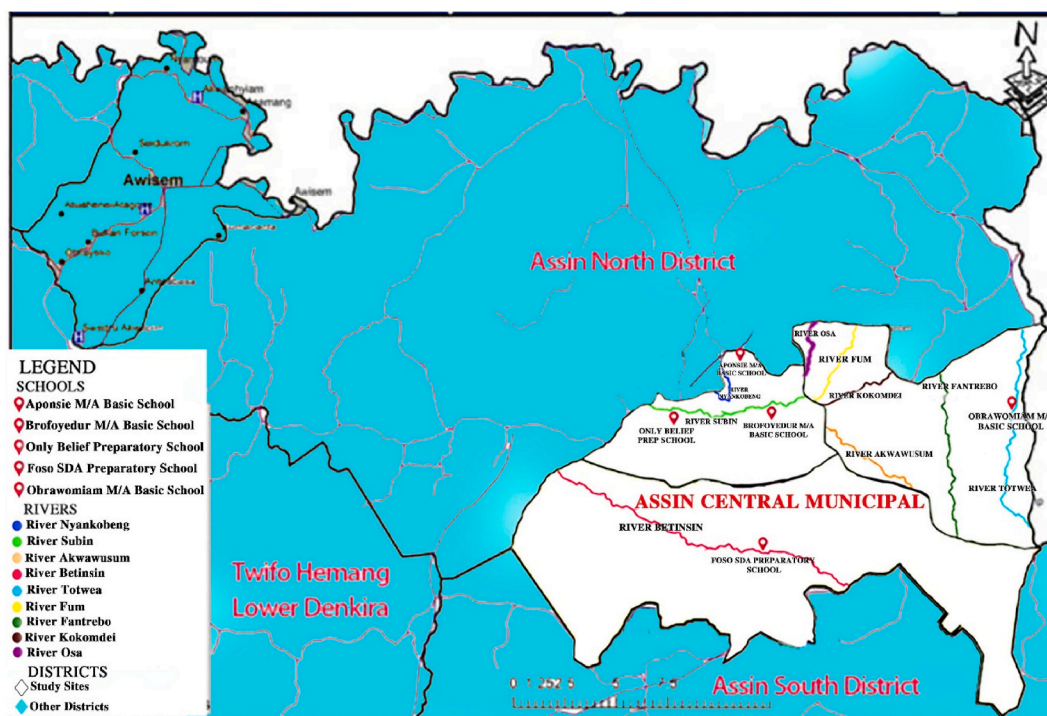 N
Awisem
Awisem
Assin North District
RIVER OSA
RIVER FUM
APONSIE M/A
BASIC SCHOOL
RIVER
NYANKOBENG
RIVER KOKOMDEI
RIVER FANTREBO
OBRAWOMIAM M/A
BASIC SCHOOL
RIVER SUBIN
ONLY BELIEF
PREP SCHOOL
BROFOYEDUR M/A
BASIC SCHOOL
RIVER AKWAWUSUM
RIVER TOTWEA
ASSIN CENTRAL MUNICIPAL
RIVER BETINSIN
FOSO SDA PREPARATORY
SCHOOL
Twifo Hemang
Lower Denkira
Assin South District
LEGEND
SCHOOLS
Aponsie M/A Basic School
Brofoyedur M/A Basic School
Only Belief Preparatory School
Foso SDA Preparatory School
Obrawomiam M/A Basic School
RIVERS
River Nyankobeng
River Subin
River Akwawusum
River Betinsin
River Totwea
River Fum
River Fantrebo
River Kokomdei
River Osa
DISTRICTS
Study Sites
Other Districts